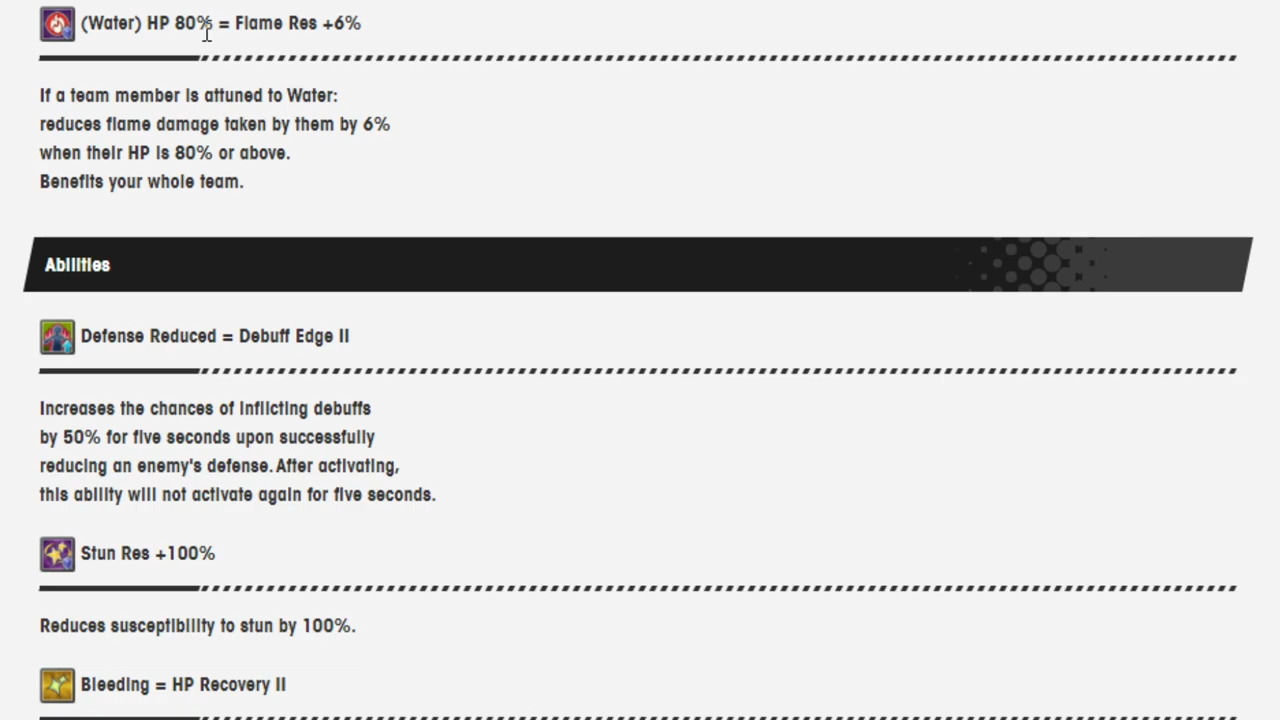 (Water) HP 80% = Flame Res +6%
If a team member is attuned to Water:
reduces flame damage taken by them by 6%
when their HP is 80% or above.
Benefits your whole team.
Abilities
Defense Reduced = Debuff Edge II
Increases the chances of inflicting debuffs
by 50% for five seconds upon successfully
reducing an enemy's defense. After activating,
this ability will not activate again for five seconds.
Stun Res +100%
Reduces susceptibility to stun by 100%.
Bleeding = HP Recovery II